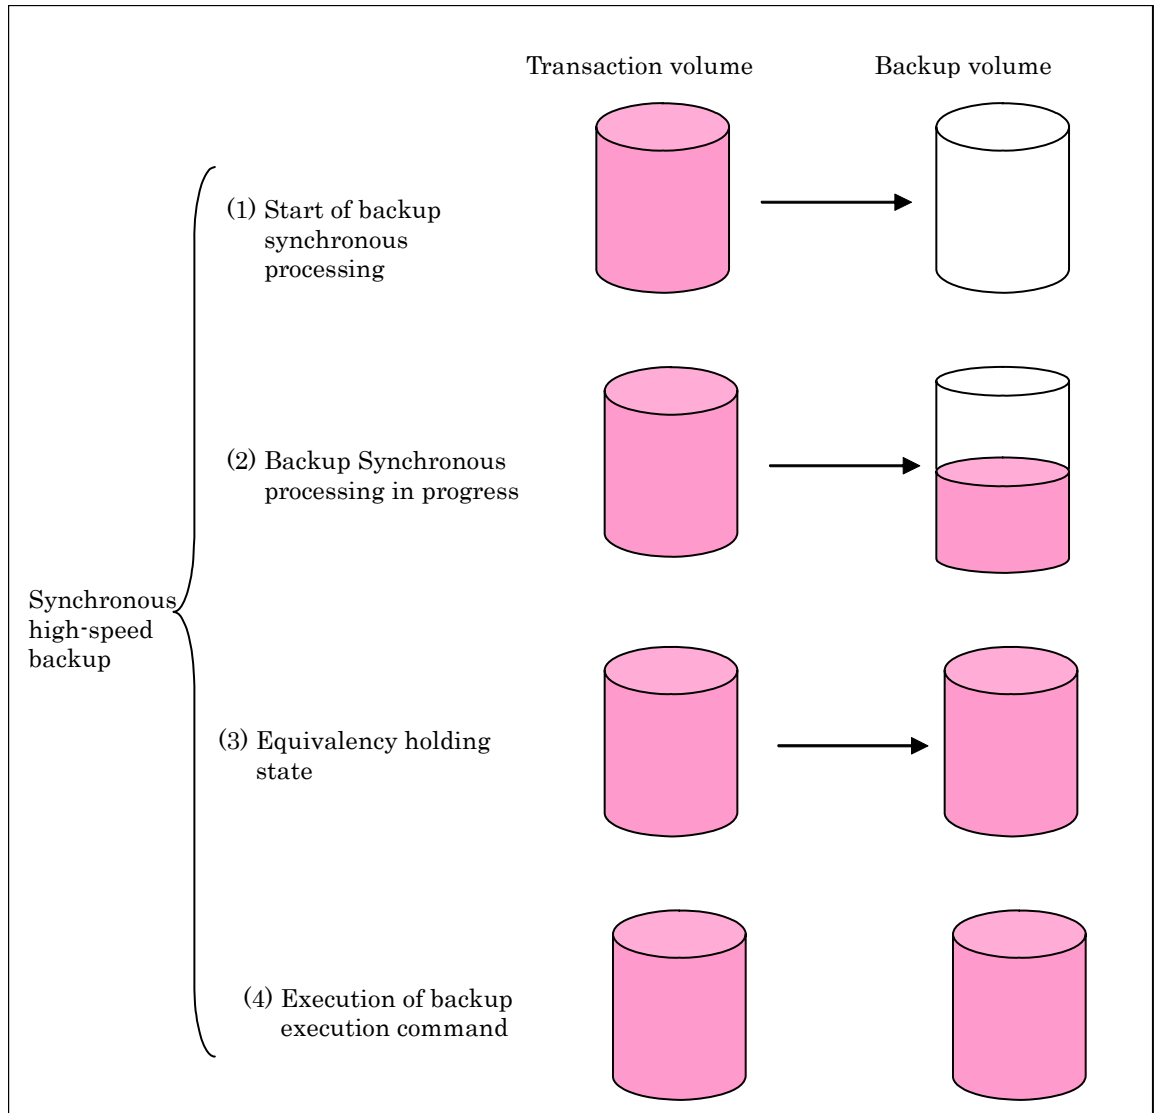 Transaction volume
Backup volume
(1) Start of backup
synchronous
processing
(2) Backup Synchronous
processing in progress
Synchronous
high-speed
backup
(3) Equivalency holding
state
(4) Execution of backup
execution command